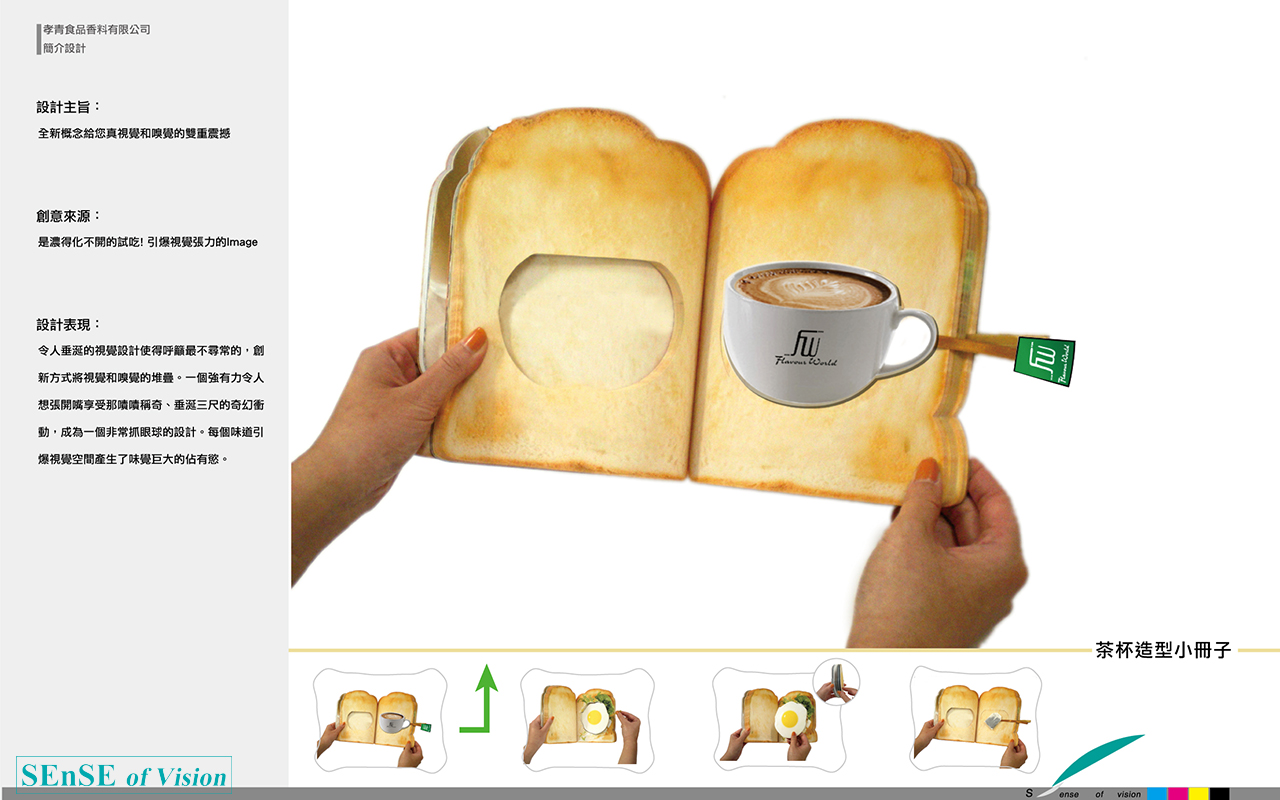 孝青食品香料有限公司
簡介設計
設計主旨：
全新概念給您真視覺和嗅覺的雙重震撼
創意來源：
是濃得化不開的試吃! 引爆視覺張力的Image
設計表現：
令人垂涎的視覺設計使得呼籲最不尋常的，創
新方式將視覺和嗅覺的堆疊。一個強有力令人
想張開嘴享受那嘖嘖稱奇、垂涎三尺的奇幻衝
動，成為一個非常抓眼球的設計。每個味道引
爆視覺空間產生了味覺巨大的佔有慾。
fw
Flavour World
fw
Flavour World
茶杯造型小冊子
SEnSE of Vision
S ense of vision